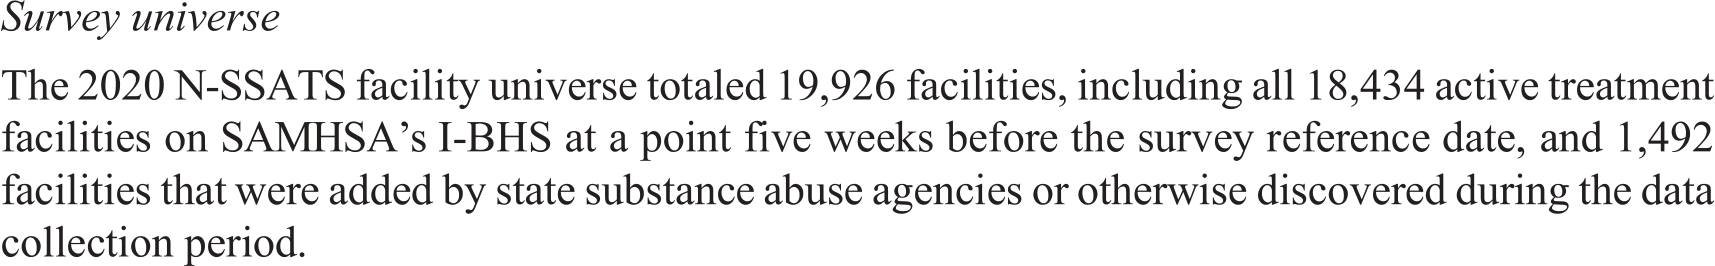 Survey universe
The 2020 N-SSATS facility universe totaled 19,926 facilities, including all 18,434 active treatment
facilities on SAMHSA’s I-BHS at a point five weeks before the survey reference date, and 1,492
facilities that were added by state substance abuse agencies or otherwise discovered during the data
collection period.